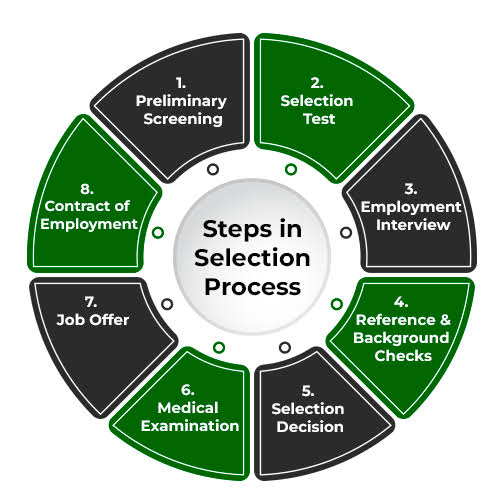 Steps in
Selection
Process
1.
Preliminary
Screening
2.
Selection
Test
3.
Employment
Interview
4.
Reference &
Background
Checks
5.
Selection
Decision
6.
Medical
Examination
7.
Job Offer
8.
Contract of
Employment